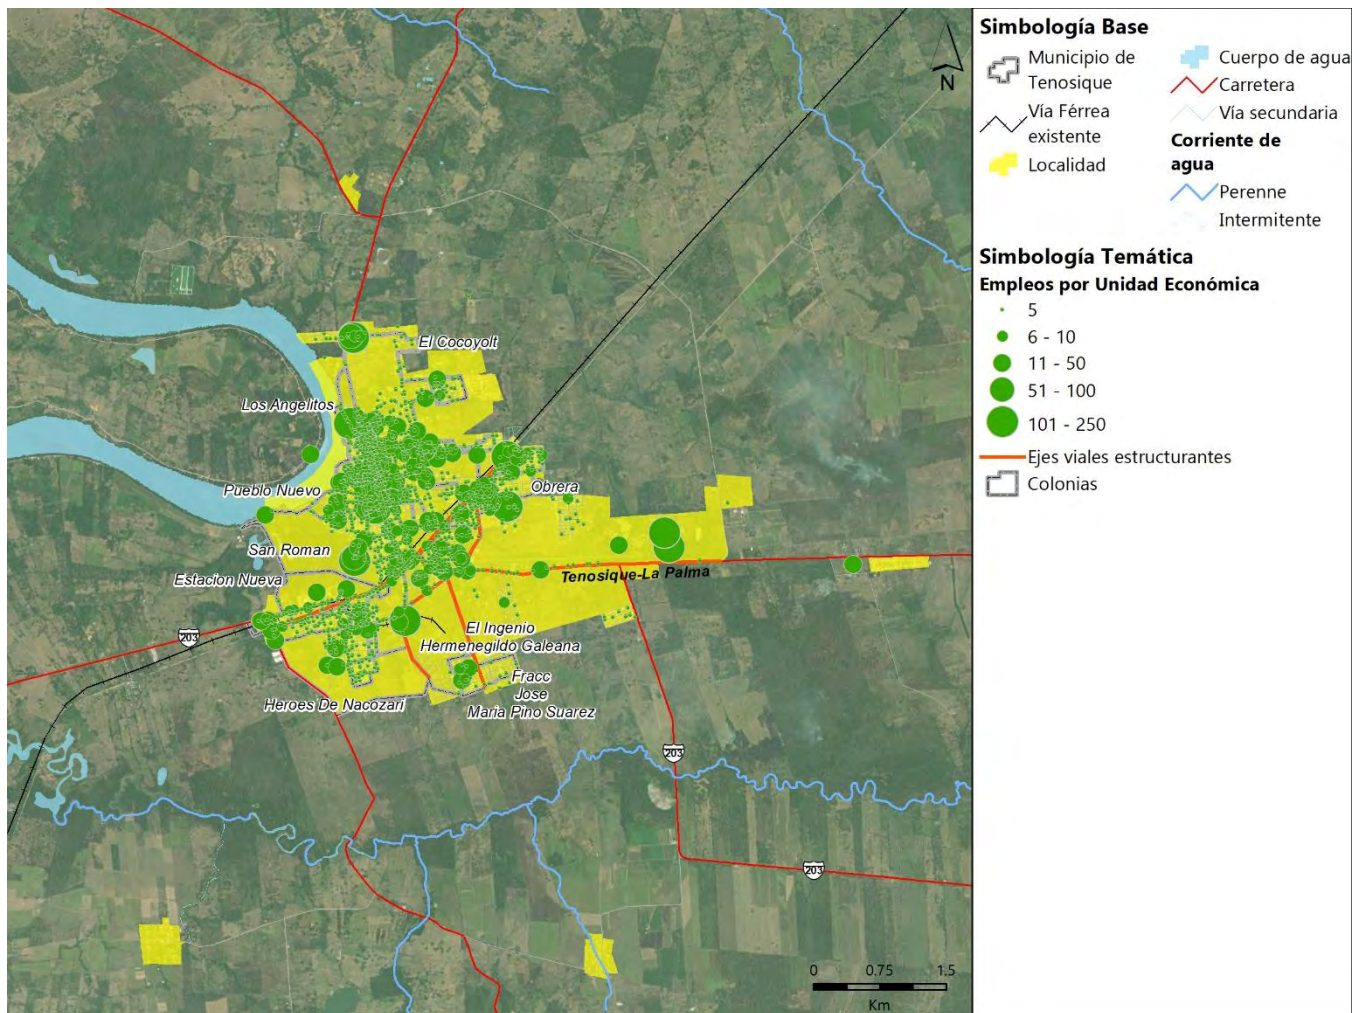 El Cocoyolt
Los Angelitos
Pueblo Nuevo
Obrera
San Roman
Estacion Nueva
Tenosique-La Palma
203
El Ingenio
Hermenegildo Galeana
Fracc
Jose
Maria Pino Suarez
Heroes De Nacozari
203
203
0 0.75 1.5
Km
N
Simbología Base
Municipio de
Tenosique
Vía Férrea
existente
Localidad
Cuerpo de agua
Carretera
Vía secundaria
Corriente de
agua
Perenne
Intermitente
Simbología Temática
Empleos por Unidad Económica
5
6 - 10
11 - 50
51 - 100
101 - 250
Ejes viales estructurantes
Colonias